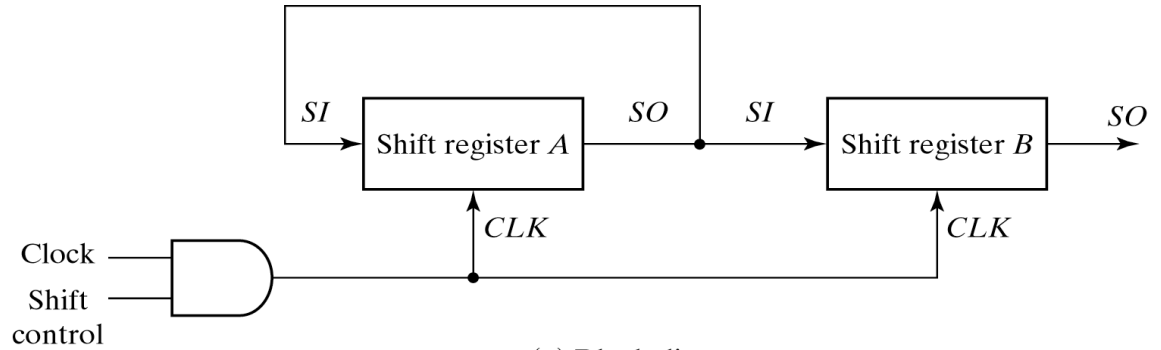 SI
Shift register A
SO
SI
Shift register B
SO
CLK
CLK
Clock
Shift
control